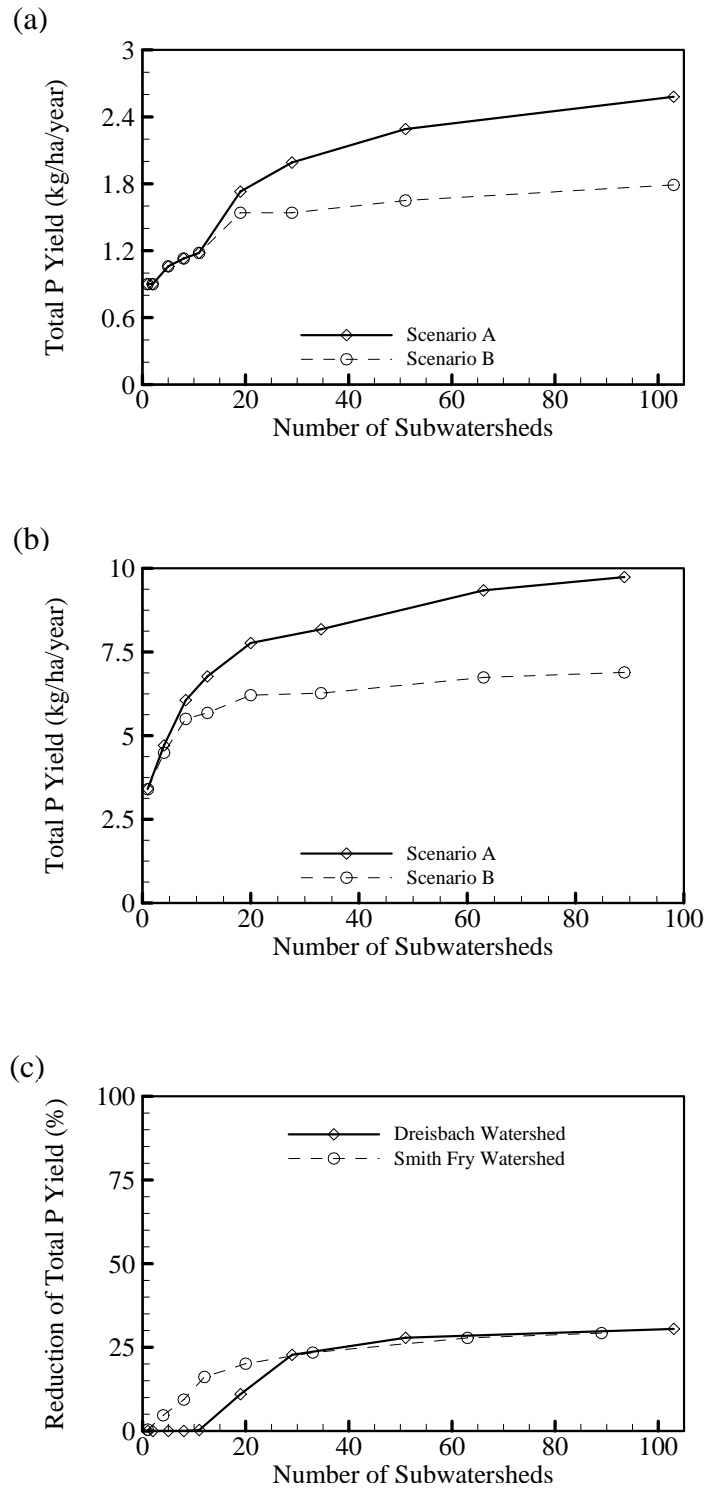 (a)
Total P Yield (kg/ha/year)
3
2.4
1.8
1.2
0.6
0
Scenario A
Scenario B
0 20 40 60 80 100
Number of Subwatersheds
(b)
Total P Yield (kg/ha/year)
10
7.5
5
2.5
0
Scenario A
Scenario B
0 20 40 60 80 100
Number of Subwatersheds
(c)
Reduction of Total P Yield (%)
100
75
50
25
0
Dreisbach Watershed
Smith Fry Watershed
0 20 40 60 80 100
Number of Subwatersheds